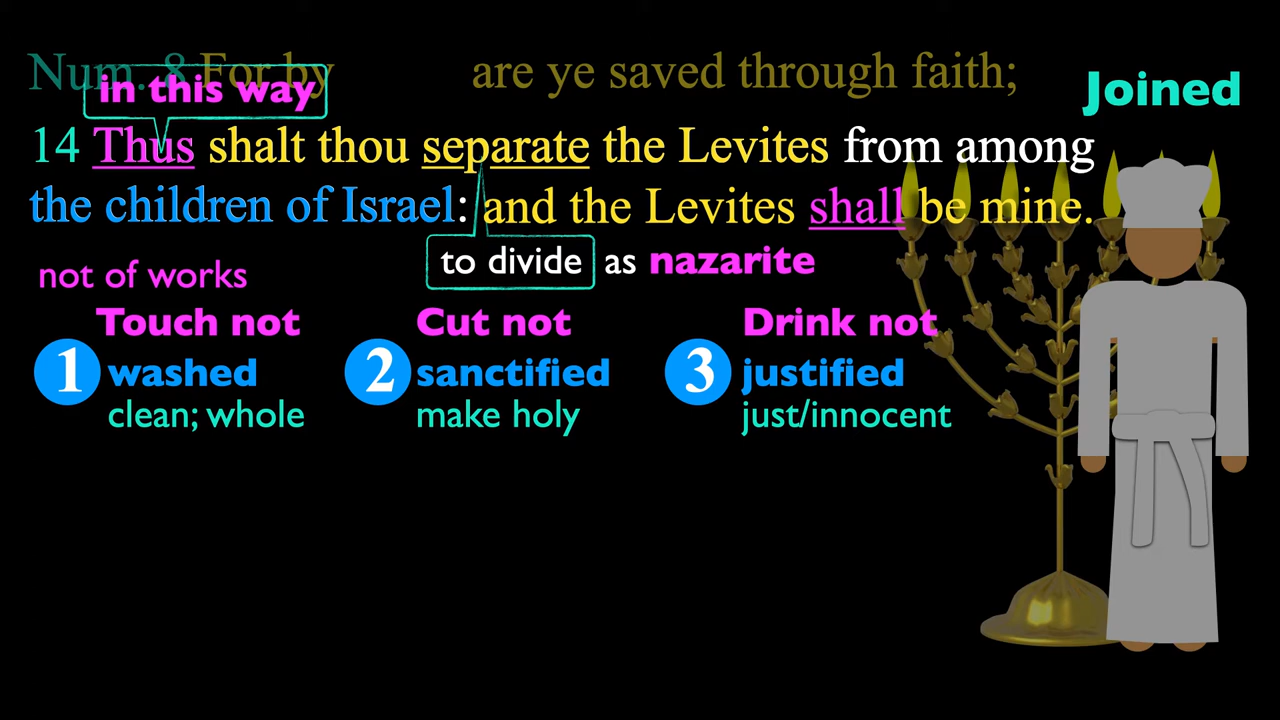 Num. 8 For by are ye saved through faith;
in this way
Joined
14 Thus shalt thou separate the Levites from among
the children of Israel: and the Levites shall be mine.
to divide as nazarite
not of works
Touch not Cut not Drink not
1 washed 2 sanctified 3 justified
clean; whole make holy just/innocent